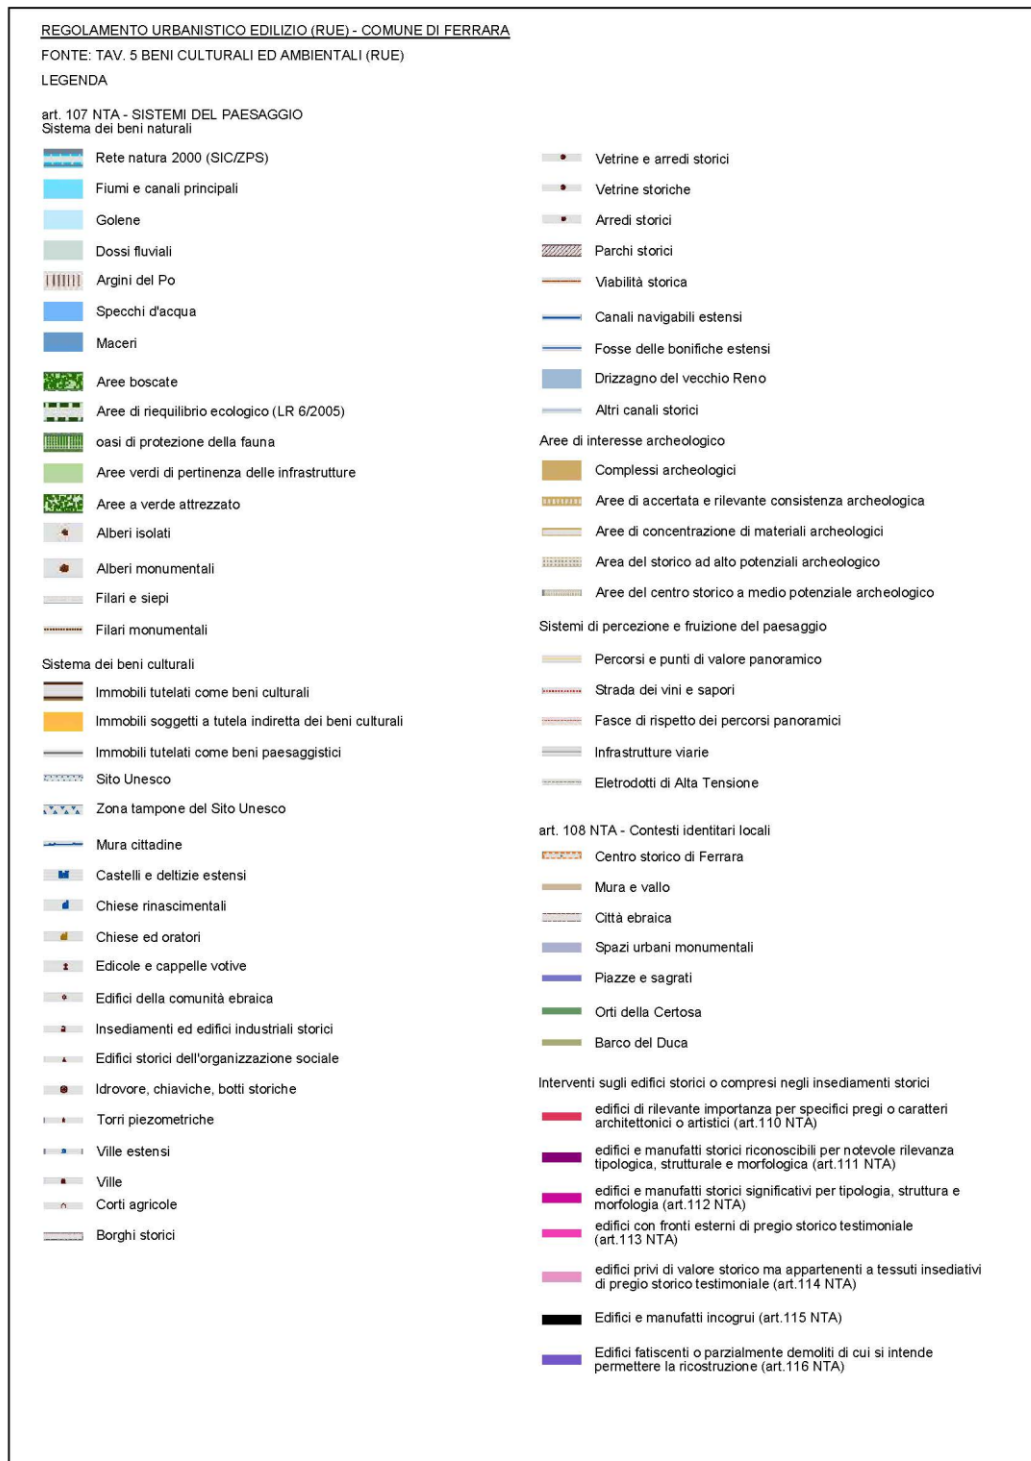 REGOLAMENTO URBANISTICO EDILIZIO (RUE) - COMUNE DI FERRARA
FONTE: TAV. 5 BENI CULTURALI ED AMBIENTALI (RUE)
LEGENDA
art. 107 NTA - SISTEMI DEL PAESAGGIO
Sistema dei beni naturali
Rete natura 2000 (SIC/ZPS)
Fiumi e canali principali
Golene
Dossi fluviali
Argini del Po
Specchi d'acqua
Maceri
Aree boscate
Aree di riequilibrio ecologico (LR 6/2005)
oasi di protezione della fauna
Aree verdi di pertinenza delle infrastrutture
Aree a verde attrezzato
Alberi isolati
Alberi monumentali
Filari e siepi
Filari monumentali
Sistema dei beni culturali
Immobili tutelati come beni culturali
Immobili soggetti a tutela indiretta dei beni culturali
Immobili tutelati come beni paesaggistici
Sito Unesco
Zona tampone del Sito Unesco
Mura cittadine
Castelli e deltizie estensi
Chiese rinascimentali
Chiese ed oratori
Edicole e cappelle votive
Edifici della comunità ebraica
Insediamenti ed edifici industriali storici
Edifici storici dell'organizzazione sociale
Idrovore, chiaviche, botti storiche
Torri piezometriche
Ville estensi
Ville
Corti agricole
Borghi storici
Vetrine e arredi storici
Vetrine storiche
Arredi storici
Parchi storici
Viabilità storica
Canali navigabili estensi
Fosse delle bonifiche estensi
Drizzagno del vecchio Reno
Altri canali storici
Aree di interesse archeologico
Complessi archeologici
Aree di accertata e rilevante consistenza archeologica
Aree di concentrazione di materiali archeologici
Area del storico ad alto potenziali archeologico
Aree del centro storico a medio potenziale archeologico
Sistemi di percezione e fruizione del paesaggio
Percorsi e punti di valore panoramico
Strada dei vini e sapori
Fasce di rispetto dei percorsi panoramici
Infrastrutture viarie
Eletrodotti di Alta Tensione
art. 108 NTA - Contesti identitari locali
Centro storico di Ferrara
Mura e vallo
Città ebraica
Spazi urbani monumentali
Piazze e sagrati
Orti della Certosa
Barco del Duca
Interventi sugli edifici storici o compresi negli insediamenti storici
edifici di rilevante importanza per specifici pregi o caratteri
architettonici o artistici (art.110 NTA)
edifici e manufatti storici riconoscibili per notevole rilevanza
tipologica, strutturale e morfologica (art.111 NTA)
edifici e manufatti storici significativi per tipologia, struttura e
morfologia (art.112 NTA)
edifici con fronti esterni di pregio storico testimoniale
(art.113 NTA)
edifici privi di valore storico ma appartenenti a tessuti insediativi
di pregio storico testimoniale (art.114 NTA)
Edifici e manufatti incogrui (art.115 NTA)
Edifici fatiscenti o parzialmente demoliti di cui si intende
permettere la ricostruzione (art.116 NTA)